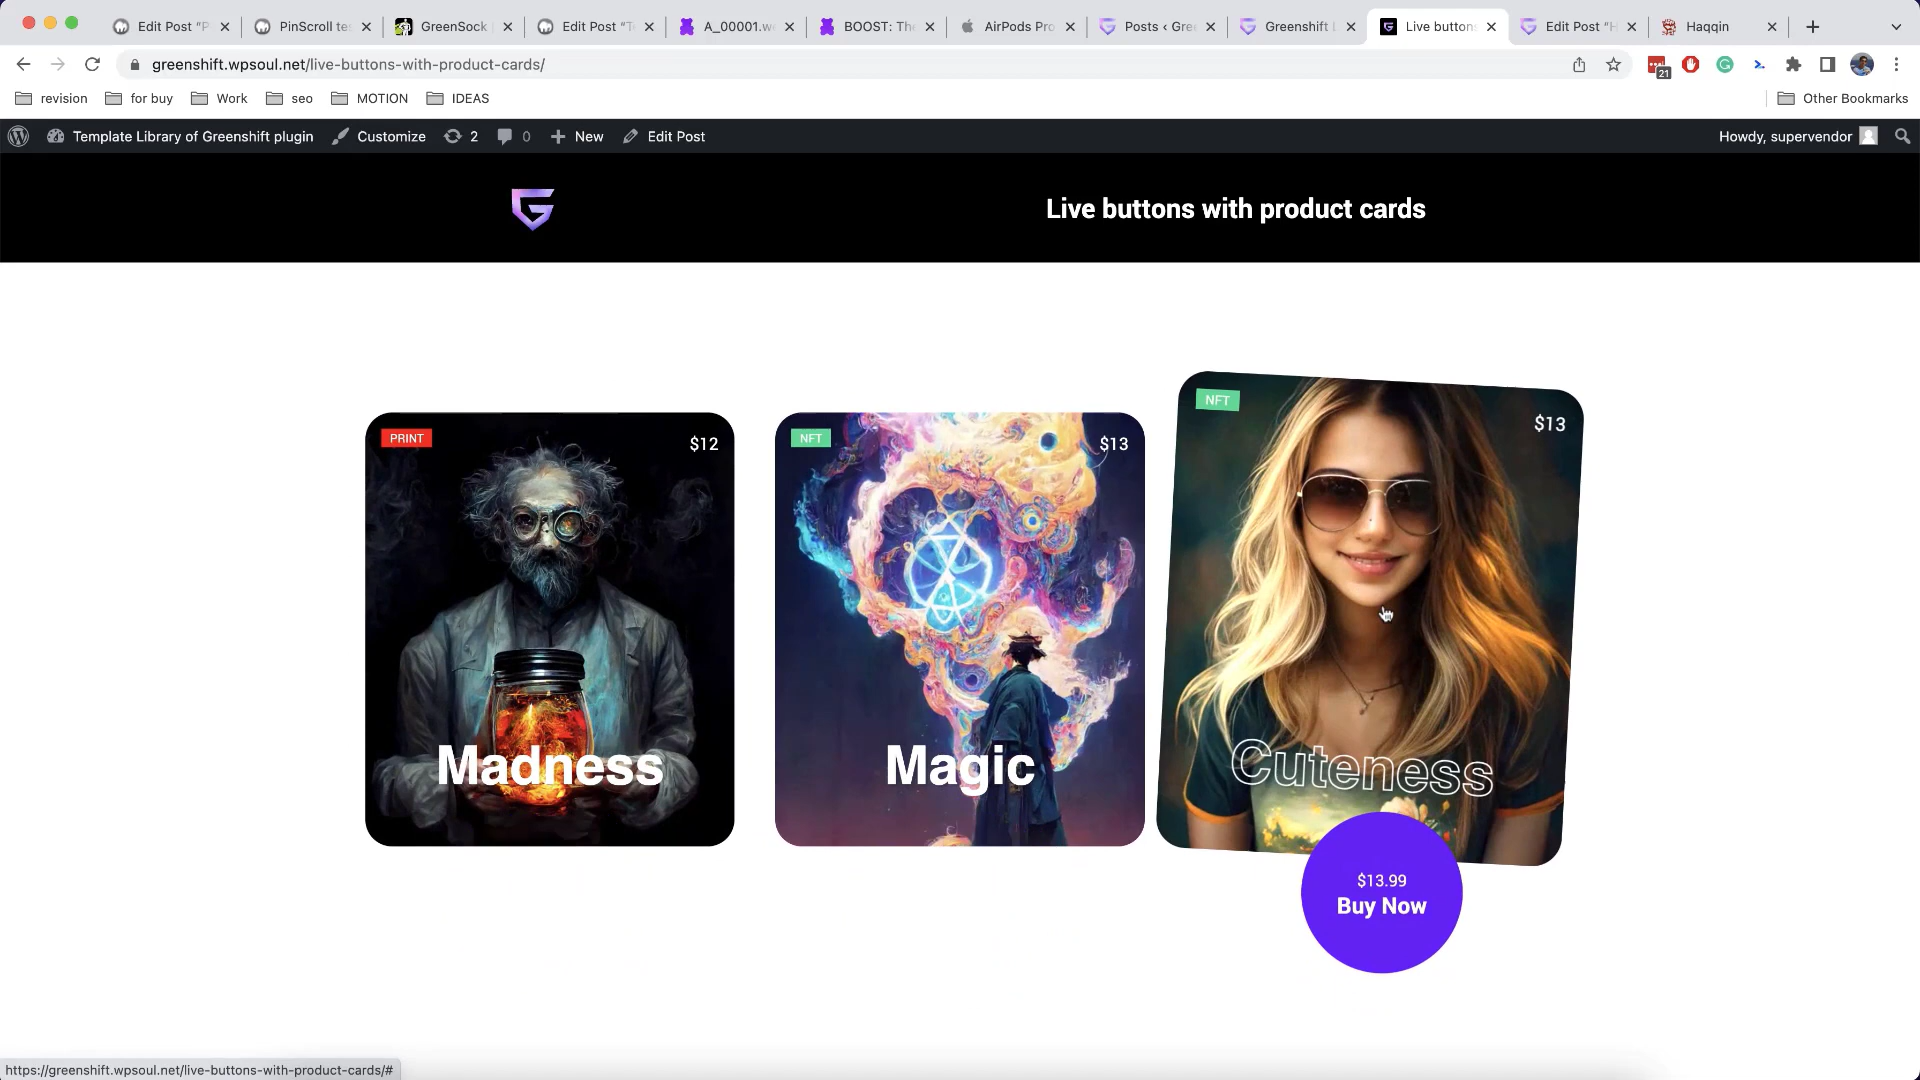 Edit Post “P
PinScroll te
GreenSock
Edit Post “T
A_00001.w
BOOST: The
AirPods Pro
Posts ‹ Gree
Greenshift
Live button
Edit Post “H
Haqqin
greenshift.wpsoul.net/live-buttons-with-product-cards/
21
revision
for buy
Work
seo
MOTION
IDEAS
Other Bookmarks
Template Library of Greenshift plugin
Customize
2
0
New
Edit Post
Howdy, supervendor
Live buttons with product cards
PRINT
$12
Madness
NFT
$13
Magic
NFT
$13
Cuteness
$13.99
Buy Now
https://greenshift.wpsoul.net/live-buttons-with-product-cards/#